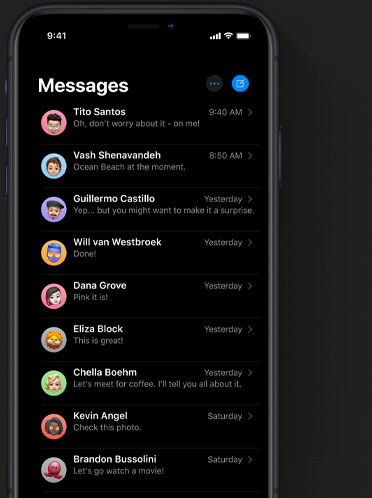 9:41
Messages
Tito Santos 9:40 AM
Oh, don't worry about it - on me!
Vash Shenavandeh 8:50 AM
Ocean Beach at the moment.
Guillermo Castillo Yesterday
Yep... but you might want to make it a surprise.
Will van Westbroek Yesterday
Done!
Dana Grove Yesterday
Pink it is!
Eliza Block Yesterday
This is great!
Chella Boehm Yesterday
Let's meet for coffee. I'll tell you all about it.
Kevin Angel Saturday
Check this photo.
Brandon Bussolini Saturday
Let's go watch a movie!